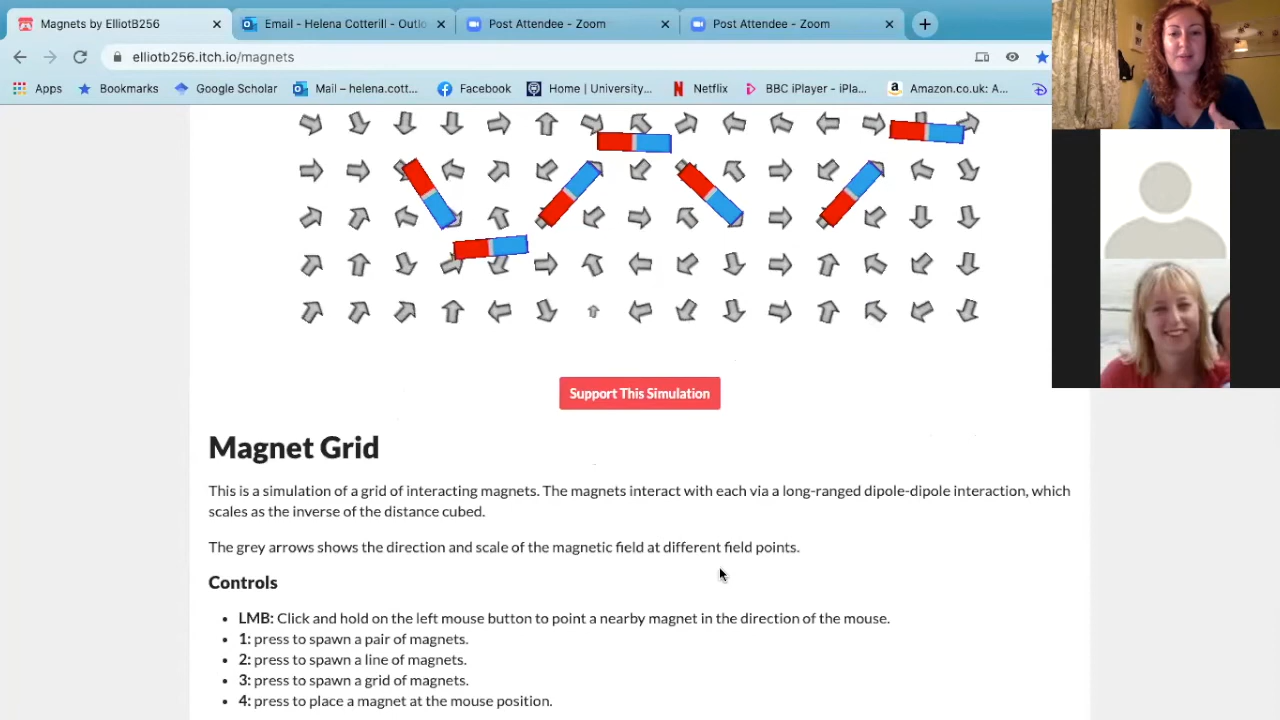 Magnets by ElliotB256
Email - Helena Cotterill - Outlo
Post Attendee - Zoom
Post Attendee - Zoom
elliotb256.itch.io/magnets
Apps
Bookmarks
Google Scholar
Mail – helena.cott...
Facebook
Home | University...
Netflix
BBC iPlayer - iPla...
Amazon.co.uk: A...
Support This Simulation
Magnet Grid
This is a simulation of a grid of interacting magnets. The magnets interact with each via a long-ranged dipole-dipole interaction, which
scales as the inverse of the distance cubed.
The grey arrows shows the direction and scale of the magnetic field at different field points.
Controls
LMB: Click and hold on the left mouse button to point a nearby magnet in the direction of the mouse.
1: press to spawn a pair of magnets.
2: press to spawn a line of magnets.
3: press to spawn a grid of magnets.
4: press to place a magnet at the mouse position.